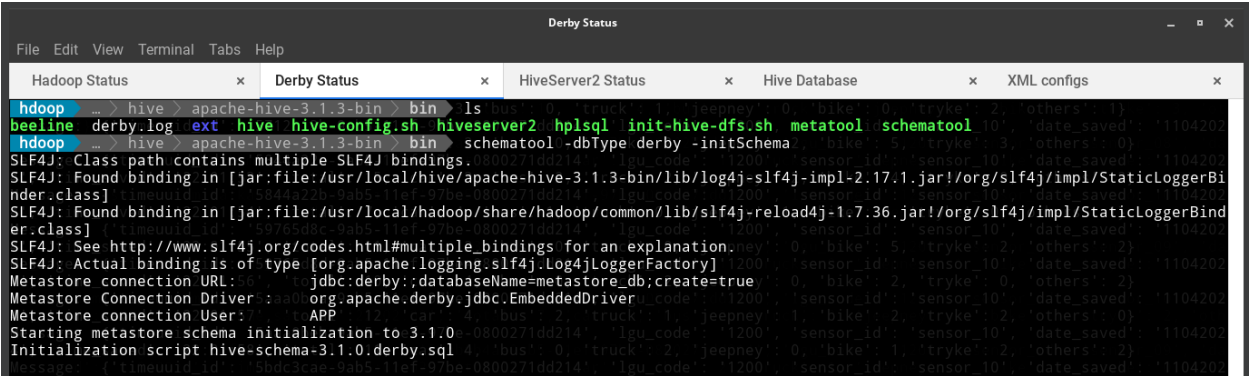 Derby Status
File Edit View Terminal Tabs Help
Hadoop Status × Derby Status × HiveServer2 Status × Hive Database × XML configs ×
hdoop … hive apache-hive-3.1.3-bin bin ls
beeline derby.log ext hive hive-config.sh hiveserver2 hplsql init-hive-dfs.sh metatool schematool
hdoop … hive apache-hive-3.1.3-bin bin schematool -dbType derby -initSchema
SLF4J: Class path contains multiple SLF4J bindings.
SLF4J: Found binding in [jar:file:/usr/local/hive/apache-hive-3.1.3-bin/lib/log4j-slf4j-impl-2.17.1.jar!/org/slf4j/impl/StaticLoggerBi
nder.class]
SLF4J: Found binding in [jar:file:/usr/local/hadoop/share/hadoop/common/lib/slf4j-reload4j-1.7.36.jar!/org/slf4j/impl/StaticLoggerBind
er.class]
SLF4J: See http://www.slf4j.org/codes.html#multiple_bindings for an explanation.
SLF4J: Actual binding is of type [org.apache.logging.slf4j.Log4jLoggerFactory]
Metastore connection URL: jdbc:derby:;databaseName=metastore_db;create=true
Metastore Connection Driver : org.apache.derby.jdbc.EmbeddedDriver
Metastore connection User: APP
Starting metastore schema initialization to 3.1.0
Initialization script hive-schema-3.1.0.derby.sql